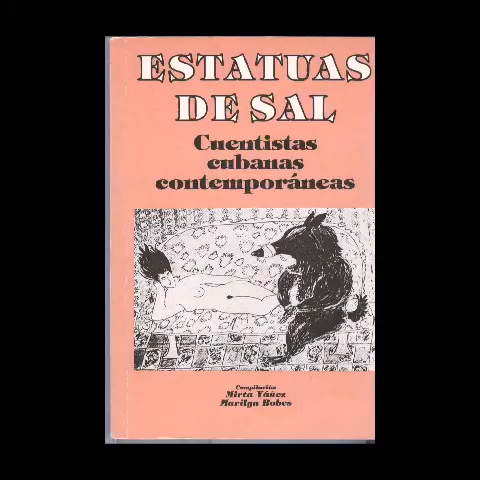 ESTATUAS
DE SAL
Cuentistas
cubanas
contemporáneas
Compilación
Mirta Yáñez
Marilyn Bobes